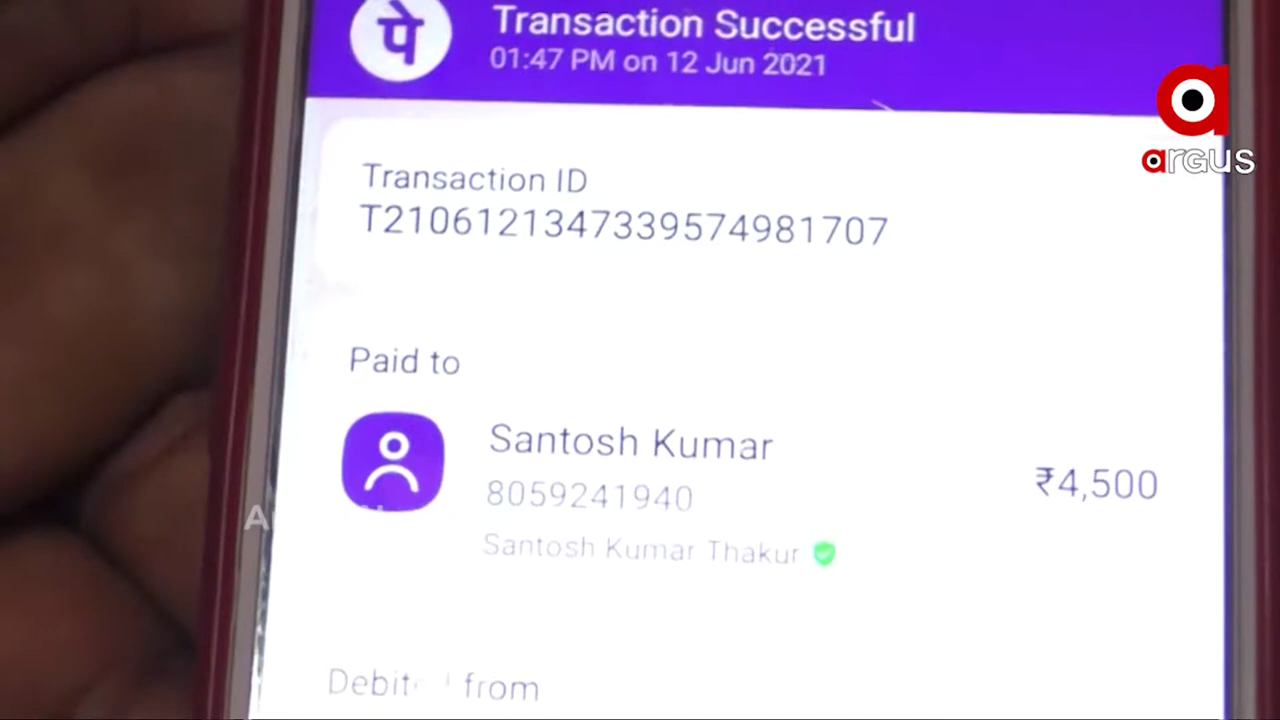 पे
Transaction Successful
01:47 PM on 12 Jun 2021
argus
Transaction ID
T2106121347339574981707
Paid to
Santosh Kumar
8059241940
₹4,500
Santosh Kumar Thakur
from